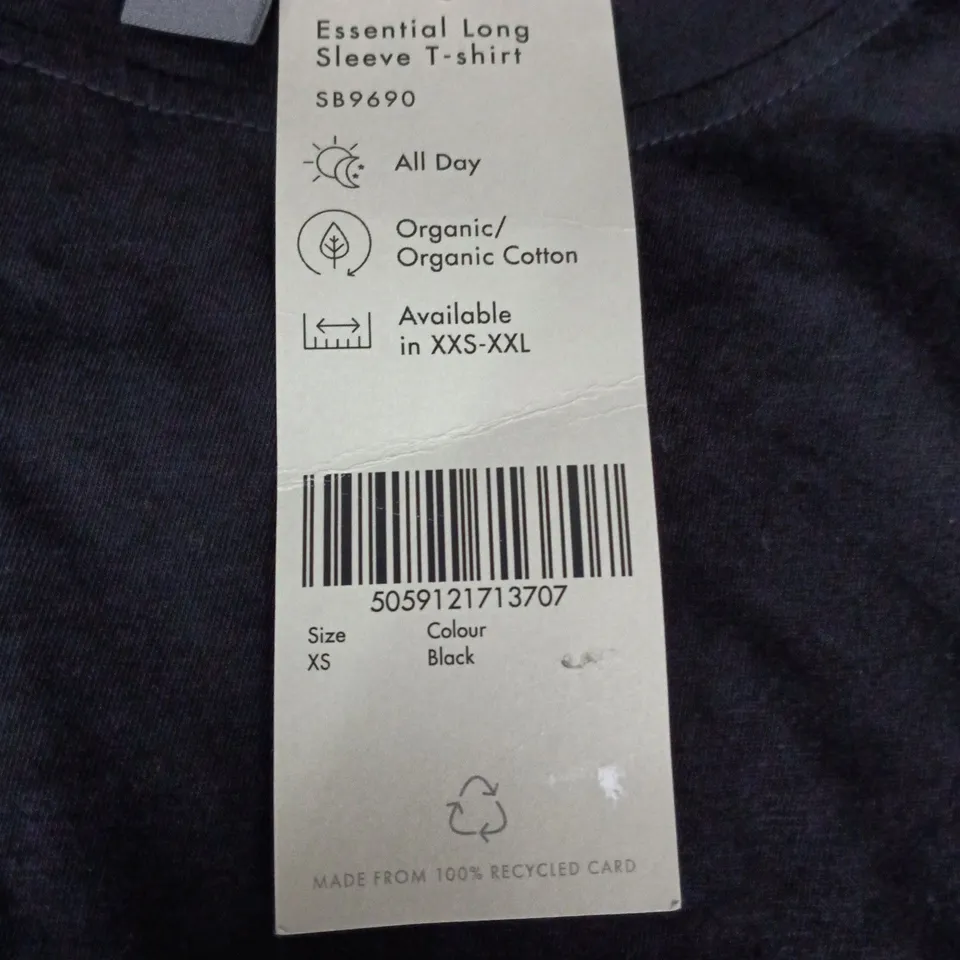 Essential Long
Sleeve T-shirt
SB9690
All Day
Organic/
Organic Cotton
Available
in XXS-XXL
5059121713707
Size
XS
Colour
Black
MADE FROM 100% RECYCLED CARD